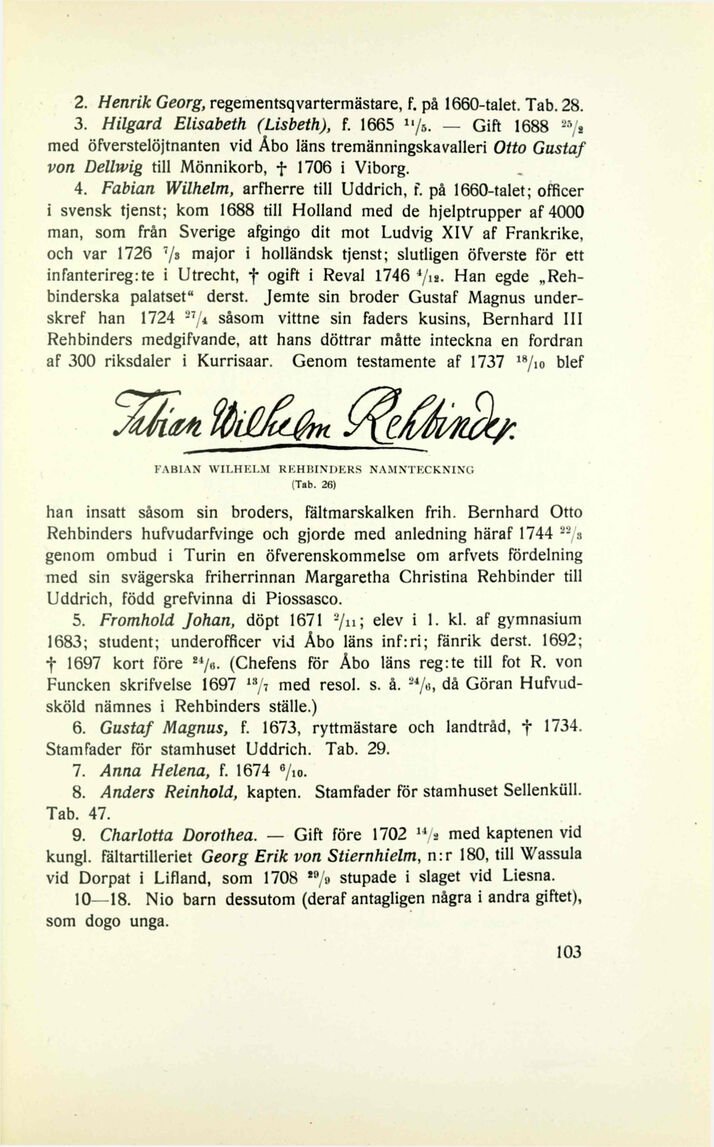 2. Henrik Georg, regementsqvartermästare, f. på 1660-talet. Tab. 28.
3. Hilgard Elisabeth (Lisbeth), f. 1665 11/5. — Gift 1688 25/2
med öfverstelöjtnanten vid Åbo läns tremänningskavalleri Otto Gustaf
von Dellwig till Mönnikorb, † 1706 i Viborg.
4. Fabian Wilhelm, arfherre till Uddrich, f. på 1660-talet; officer
i svensk tjenst; kom 1688 till Holland med de hjelptrupper af 4000
man, som från Sverige afgingo dit mot Ludvig XIV af Frankrike,
och var 1726 7/8 major i holländsk tjenst; slutligen öfverste för ett
infanterireg:te i Utrecht, † ogift i Reval 1746 4/12. Han egde „Reh-
binderska palatset“ derst. Jemte sin broder Gustaf Magnus under-
skref han 1724 27/4 såsom vittne sin faders kusins, Bernhard III
Rehbinders medgifvande, att hans döttrar måtte inteckna en fordran
af 300 riksdaler i Kurrisaar. Genom testamente af 1737 18/10 blef
Fabian Wilhelm Rehbinder.
FABIAN WILHELM REHBINDERS NAMNTECKNING
(Tab. 26)
han insatt såsom sin broders, fältmarskalken frih. Bernhard Otto
Rehbinders hufvudarfvinge och gjorde med anledning häraf 1744 22/3
genom ombud i Turin en öfverenskommelse om arfvets fördelning
med sin svägerska friherrinnan Margaretha Christina Rehbinder till
Uddrich, född grefvinna di Piossasco.
5. Fromhold Johan, döpt 1671 2/11; elev i 1. kl. af gymnasium
1683; student; underofficer vid Åbo läns inf:ri; fänrik derst. 1692;
† 1697 kort före 24/6. (Chefens för Åbo läns reg:te till fot R. von
Funcken skrifvelse 1697 13/7 med resol. s. å. 24/6, då Göran Hufvud-
sköld nämnes i Rehbinders ställe.)
6. Gustaf Magnus, f. 1673, ryttmästare och landtråd, † 1734.
Stamfader för stamhuset Uddrich. Tab. 29.
7. Anna Helena, f. 1674 6/10.
8. Anders Reinhold, kapten. Stamfader för stamhuset Sellenküll.
Tab. 47.
9. Charlotta Dorothea. — Gift före 1702 14/2 med kaptenen vid
kungl. fältartilleriet Georg Erik von Stiernhielm, n:r 180, till Wassula
vid Dorpat i Lifland, som 1708 29/9 stupade i slaget vid Liesna.
10—18. Nio barn dessutom (deraf antagligen några i andra giftet),
som dogo unga.
103